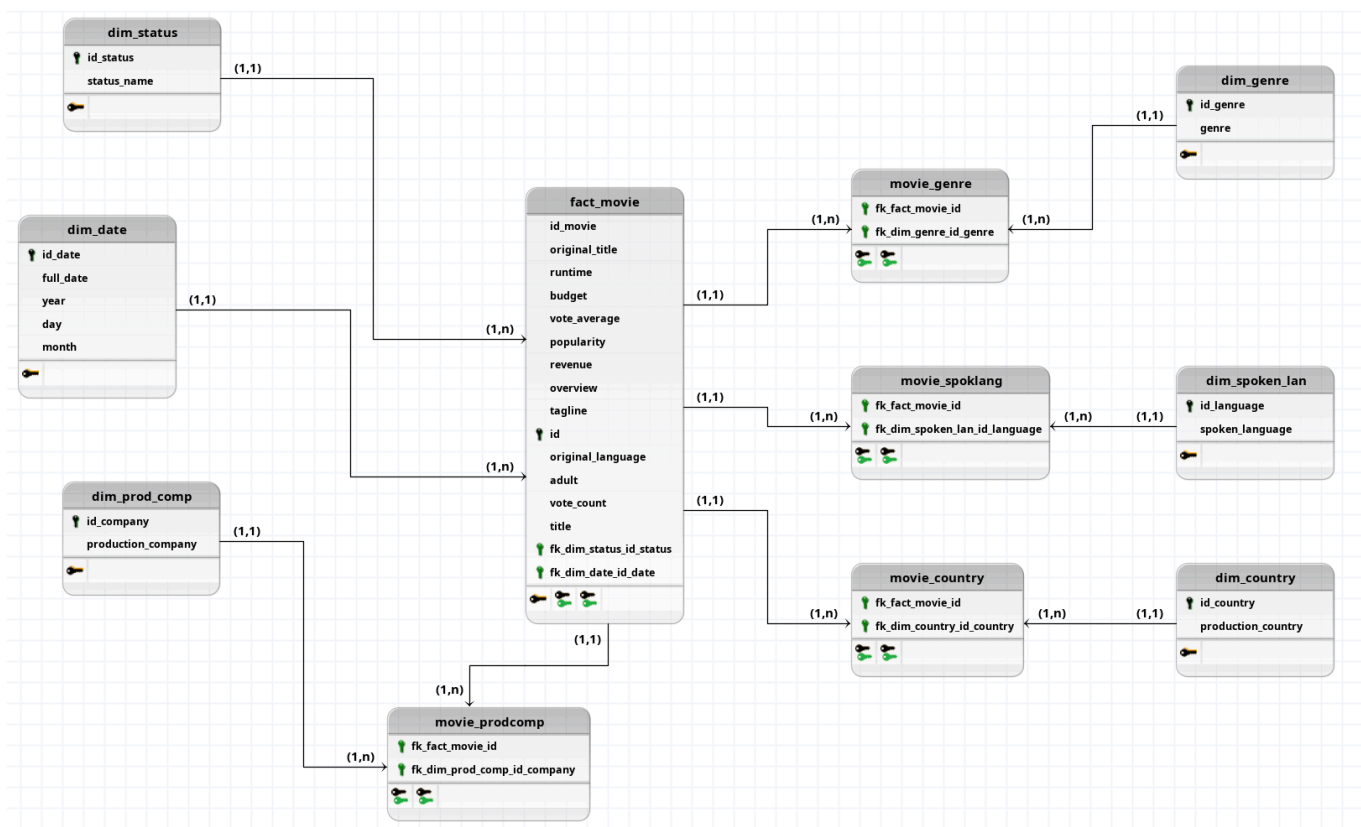 dim_status
id_status
status_name
(1,1)
dim_genre
id_genre
genre
(1,1)
movie_genre
fk_fact_movie_id
fk_dim_genre_id_genre
(1,n)
(1,n)
dim_date
id_date
full_date
year
day
month
(1,1)
fact_movie
id_movie
original_title
runtime
budget
vote_average
popularity
revenue
overview
tagline
id
original_language
adult
vote_count
title
fk_dim_status_id_status
fk_dim_date_id_date
(1,n)
(1,n)
(1,1)
(1,1)
(1,1)
(1,1)
movie_spoklang
fk_fact_movie_id
fk_dim_spoken_lan_id_language
(1,n)
(1,n)
(1,1)
dim_spoken_lan
id_language
spoken_language
dim_prod_comp
id_company
production_company
(1,1)
movie_country
fk_fact_movie_id
fk_dim_country_id_country
(1,n)
(1,n)
(1,1)
dim_country
id_country
production_country
(1,n)
(1,n)
movie_prodcomp
fk_fact_movie_id
fk_dim_prod_comp_id_company